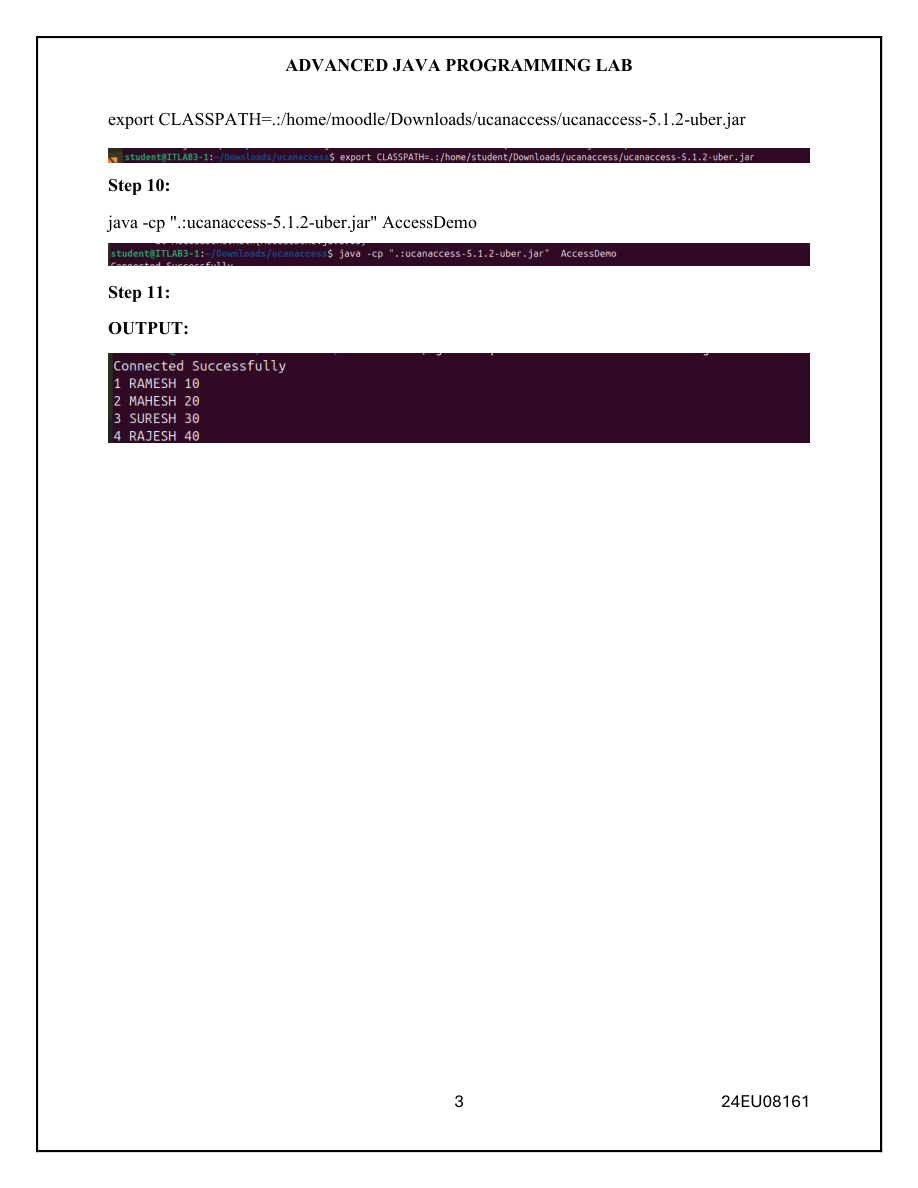 ADVANCED JAVA PROGRAMMING LAB
export CLASSPATH=.:/home/moodle/Downloads/ucanaccess/ucanaccess-5.1.2-uber.jar
student@ITLAB3-1:~/Downloads/ucanaccess$ export CLASSPATH=.:/home/student/Downloads/ucanaccess/ucanaccess-5.1.2-uber.jar
Step 10:
java -cp ".:ucanaccess-5.1.2-uber.jar" AccessDemo
student@ITLAB3-1:~/Downloads/ucanaccess$ java -cp ".:ucanaccess-5.1.2-uber.jar"  AccessDemo
Connected Successfully
Step 11:
OUTPUT:
Connected Successfully
1 RAMESH 10
2 MAHESH 20
3 SURESH 30
4 RAJESH 40
3 24EU08161